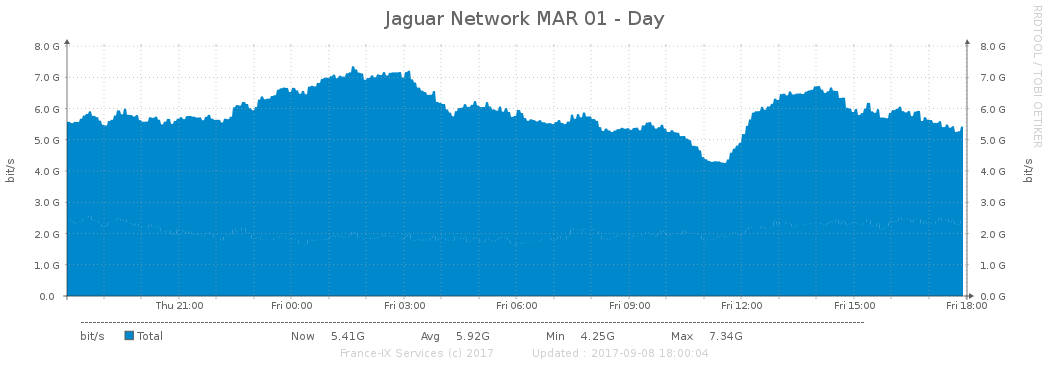 Jaguar Network MAR 01 - Day
RRDTOOL / TOBI OETIKER
bit/s
8.0 G 8.0 G
7.0 G 7.0 G
6.0 G 6.0 G
5.0 G 5.0 G
4.0 G 4.0 G
3.0 G 3.0 G
2.0 G 2.0 G
1.0 G 1.0 G
0.0 0.0 G
bit/s
Thu 21:00 Fri 00:00 Fri 03:00 Fri 06:00 Fri 09:00 Fri 12:00 Fri 15:00 Fri 18:00
bit/s Total Now 5.41G Avg 5.92G Min 4.25G Max 7.34G
France-IX Services (c) 2017 Updated : 2017-09-08 18:00:04